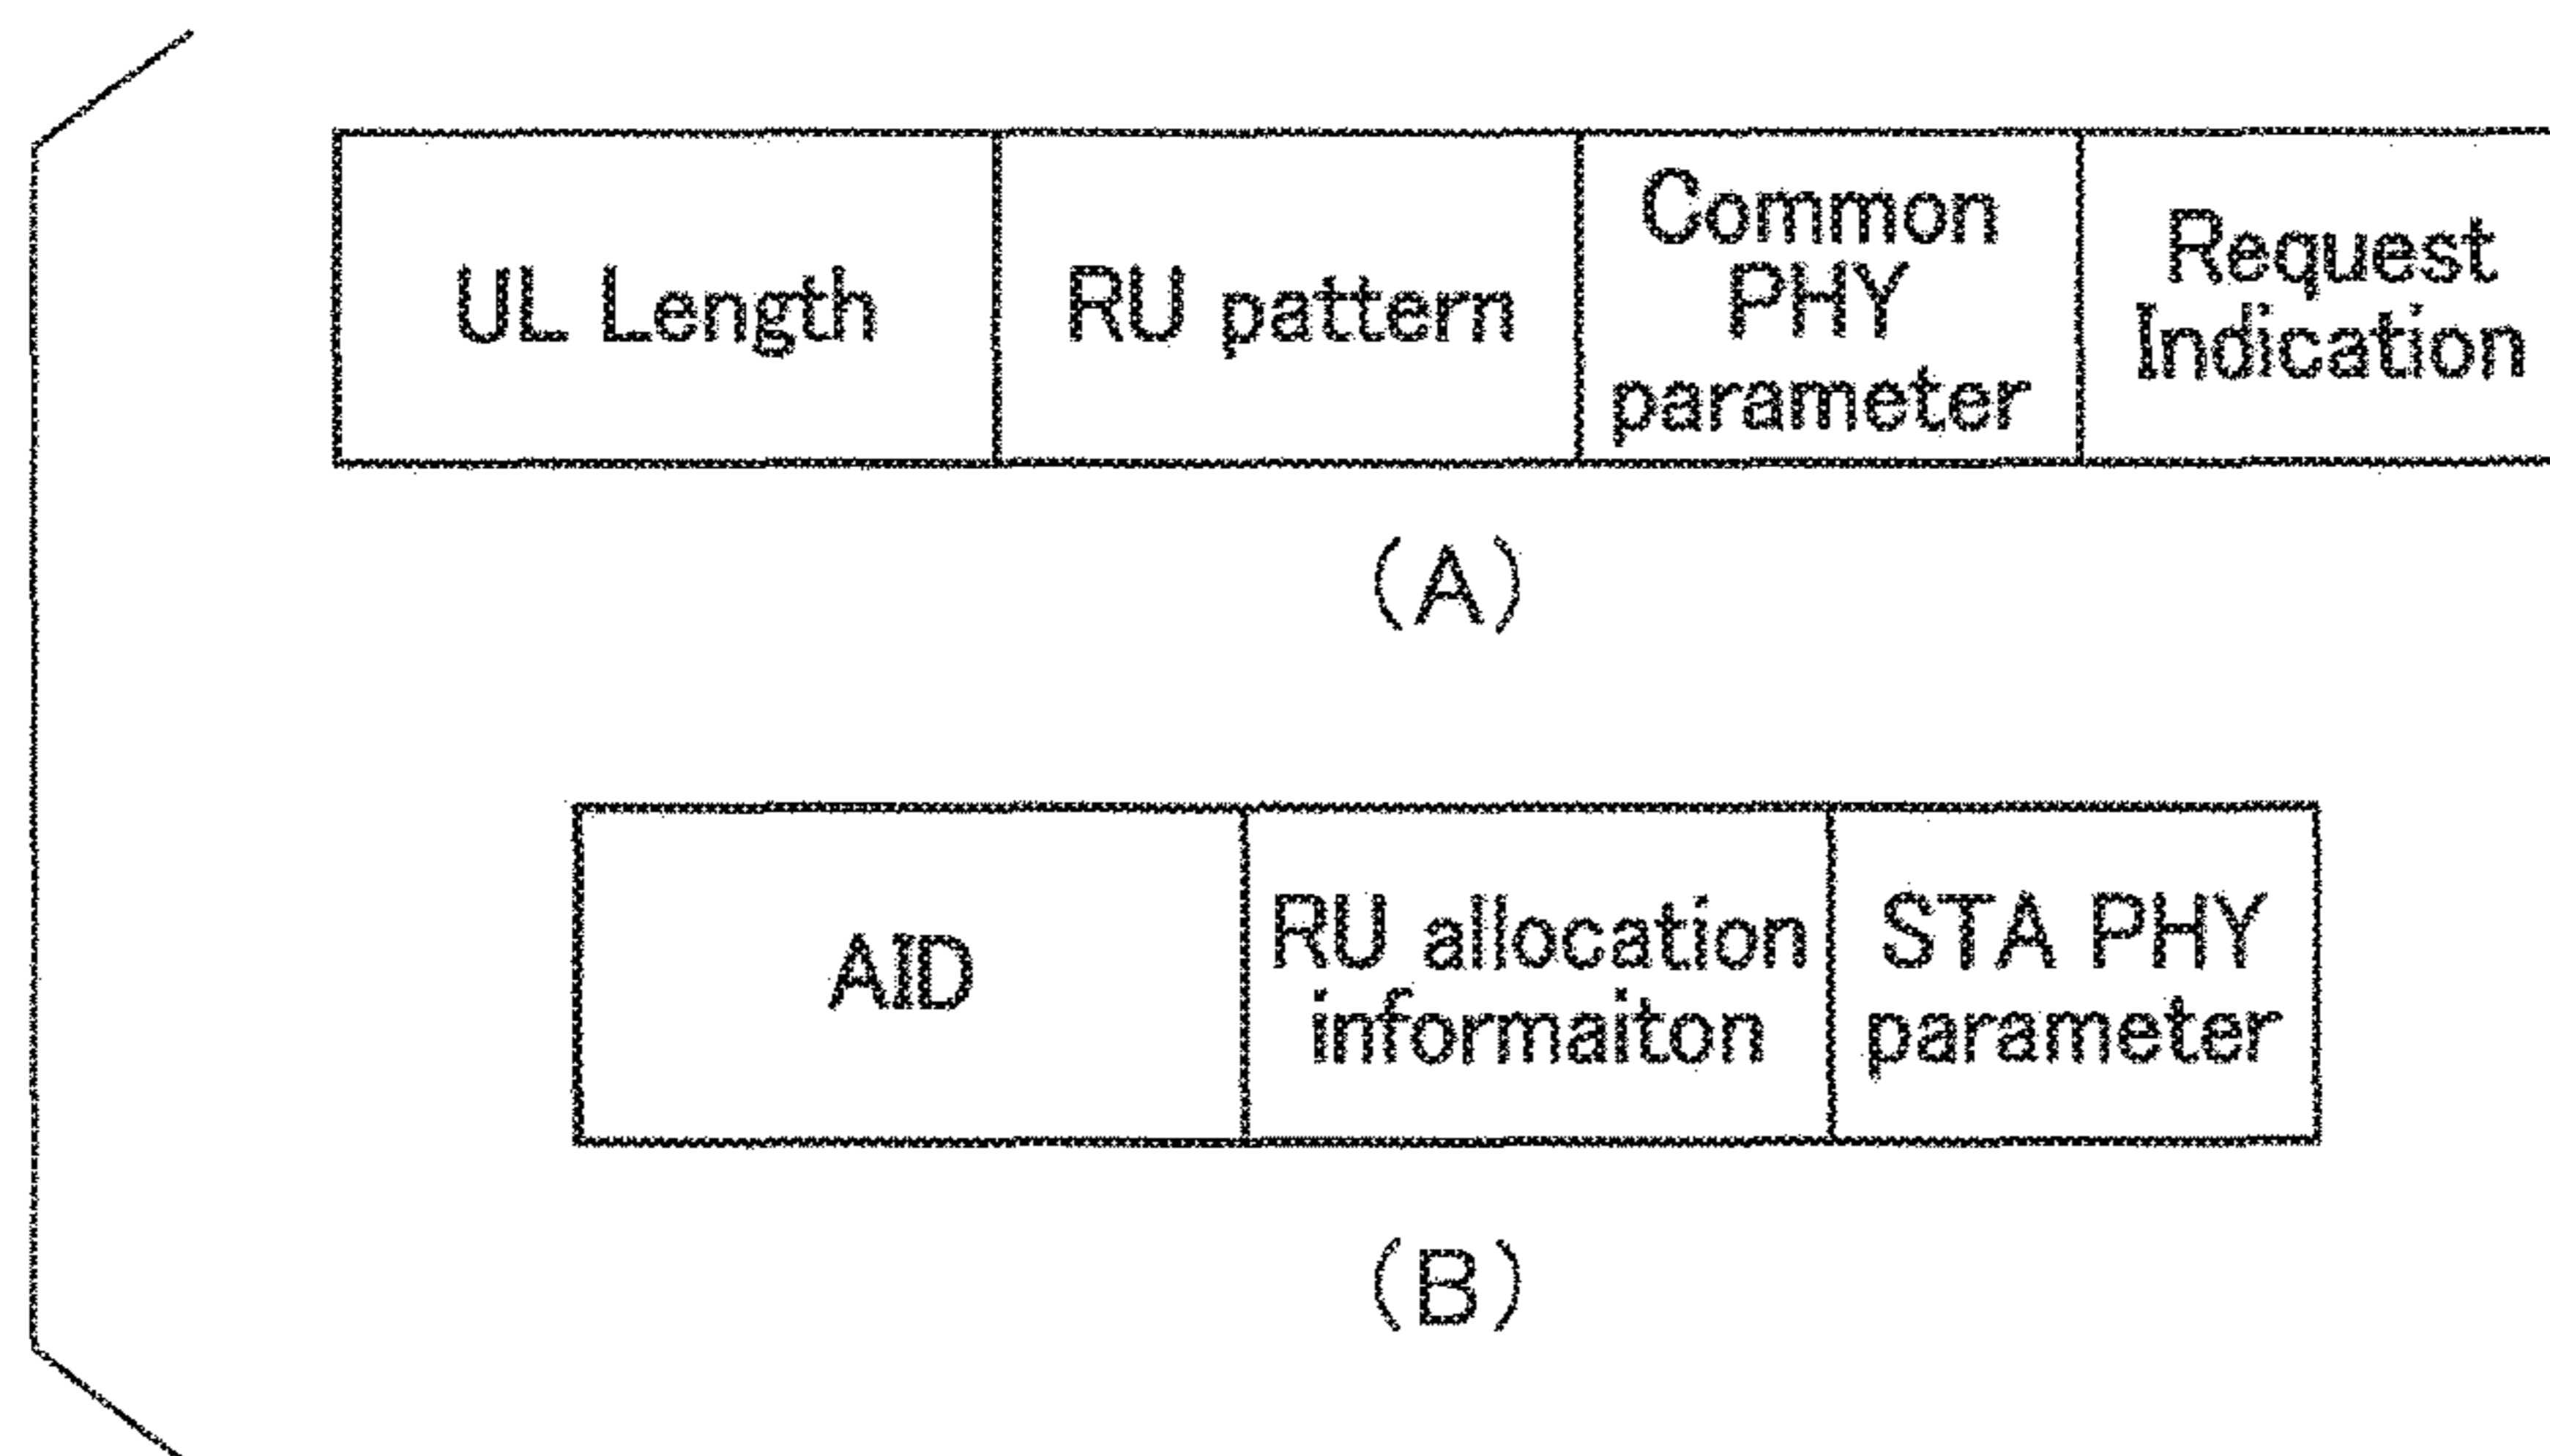 UL Length
RU pattern
Common
PHY
parameter
Request
Indication
(A)
AID
RU allocation
informaiton
STA PHY
parameter
(B)